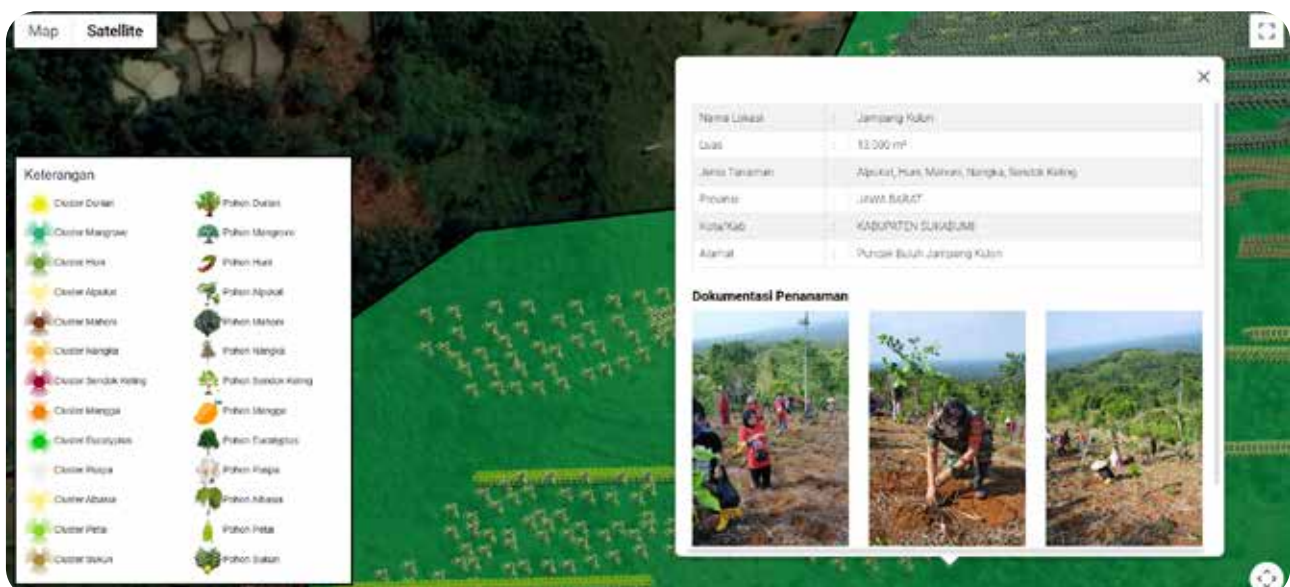 Map Satellite
Keterangan
Cluster Durian Pohon Durian
Cluster Mangrove Pohon Mangrove
Cluster Huni Pohon Huni
Cluster Alpukat Pohon Alpukat
Cluster Mahoni Pohon Mahoni
Cluster Nangka Pohon Nangka
Cluster Sendok Keling Pohon Sendok Keling
Cluster Mangga Pohon Mangga
Cluster Eucalyptus Pohon Eucalyptus
Cluster Puspa Pohon Puspa
Cluster Albasia Pohon Albasia
Cluster Petai Pohon Petai
Cluster Sukun Pohon Sukun
Nama Lokasi : Jampang Kulon
Luas : 13.000 m²
Jenis Tanaman : Alpukat, Huni, Mahoni, Nangka, Sendok Keling
Provinsi : JAWA BARAT
Kota/Kab : KABUPATEN SUKABUMI
Alamat : Puncak Buluh Jampang Kulon
Dokumentasi Penanaman